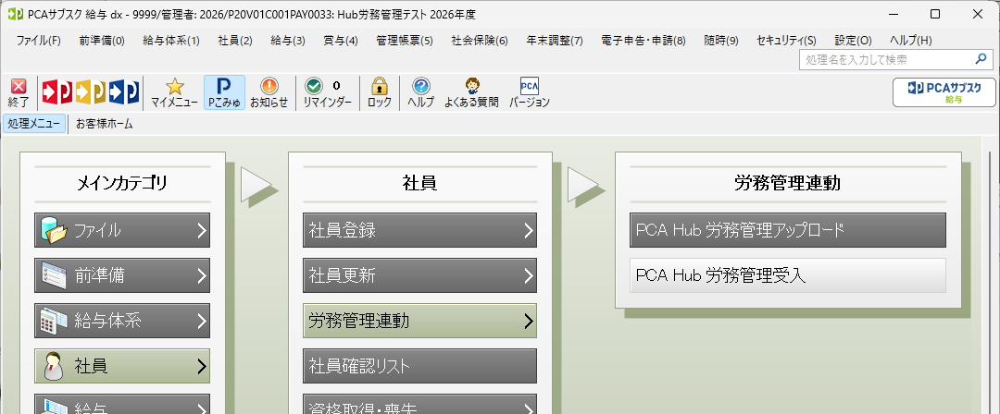 PCAサブスク 給与 dx - 9999/管理者: 2026/P20V01C001PAY0033: Hub労務管理テスト 2026年度
ファイル(F) 前準備(0) 給与体系(1) 社員(2) 給与(3) 賞与(4) 管理帳票(5) 社会保険(6) 年末調整(7) 電子申告・申請(8) 随時(9) セキュリティ(S) 設定(O) ヘルプ(H)
処理名を入力して検索
終了 マイメニュー Pこみゅ お知らせ 0 リマインダー ロック ヘルプ よくある質問 PCA バージョン PCAサブスク 給与
処理メニュー お客様ホーム
メインカテゴリ
ファイル
前準備
給与体系
社員
給与
社員
社員登録
社員更新
労務管理連動
社員確認リスト
資格取得・喪失
労務管理連動
PCA Hub 労務管理アップロード
PCA Hub 労務管理受入